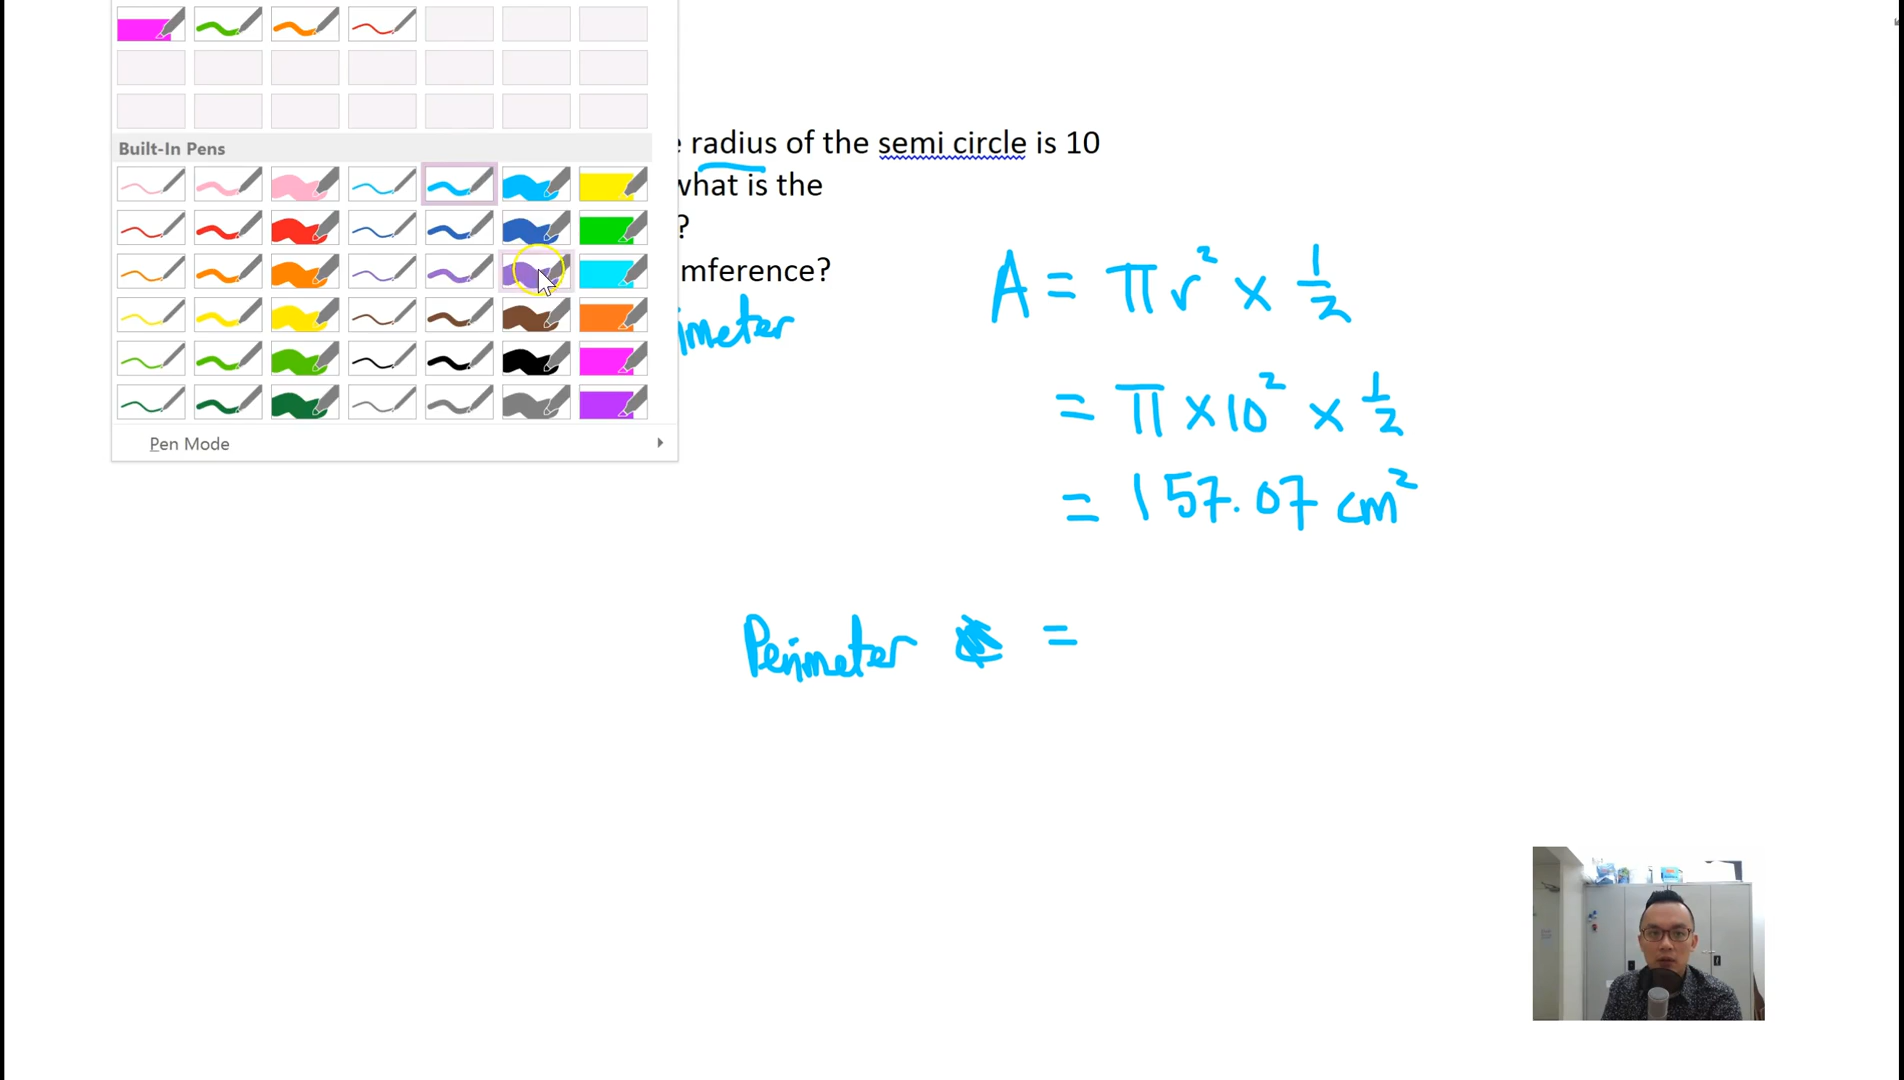 Built-In Pens
Pen Mode
radius of the semi circle is 10
what is the
?
mference?
imeter
A = πr² × 1/2
= π × 10² × 1/2
= 157.07 cm²
Perimeter =